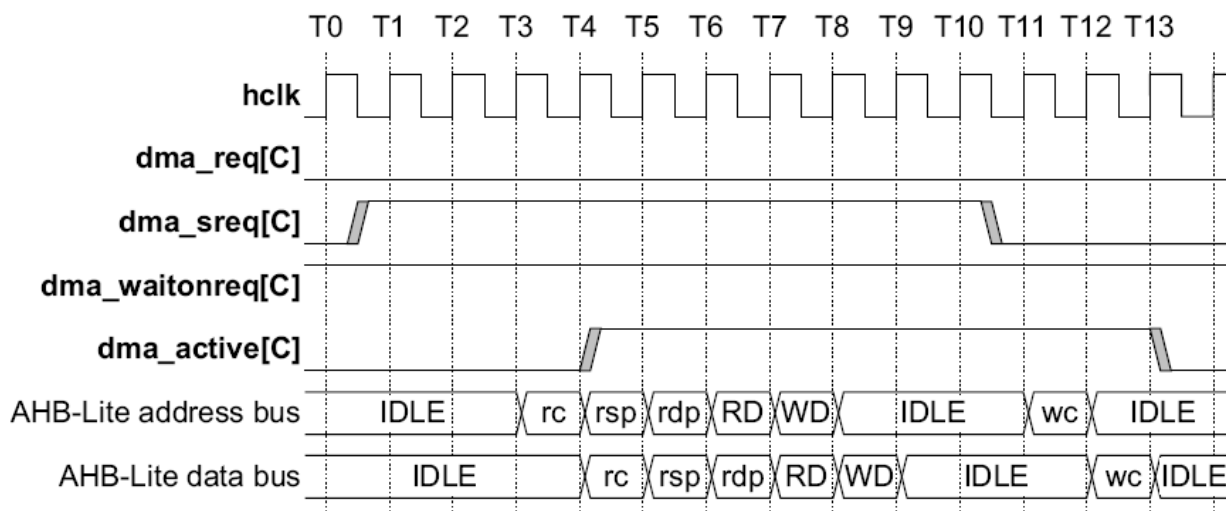 T0 T1 T2 T3 T4 T5 T6 T7 T8 T9 T10 T11 T12 T13
hclk
dma_req[C]
dma_sreq[C]
dma_waitonreq[C]
dma_active[C]
AHB-Lite address bus IDLE rc rsp rdp RD WD IDLE wc IDLE
AHB-Lite data bus IDLE rc rsp rdp RD WD IDLE wc IDLE